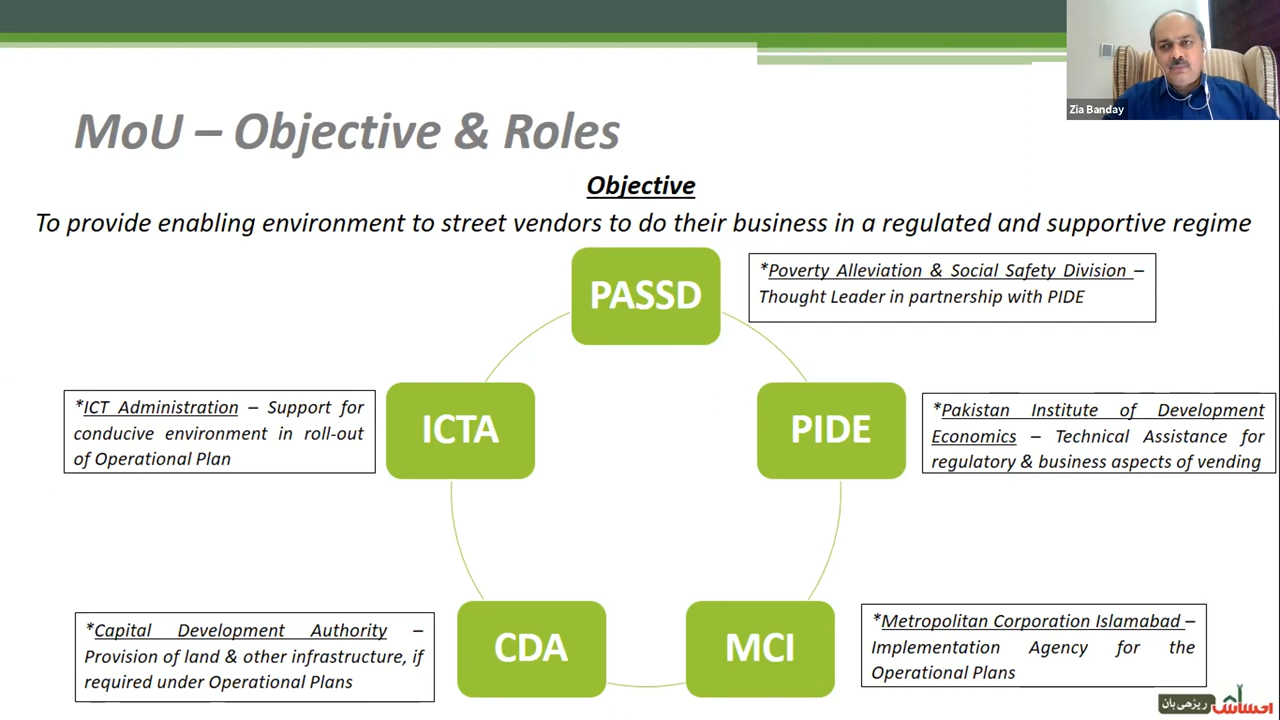 Zia Banday
MoU – Objective & Roles
Objective
To provide enabling environment to street vendors to do their business in a regulated and supportive regime
PASSD
*Poverty Alleviation & Social Safety Division –
Thought Leader in partnership with PIDE
ICTA
*ICT Administration – Support for
conducive environment in roll-out
of Operational Plan
PIDE
*Pakistan Institute of Development
Economics – Technical Assistance for
regulatory & business aspects of vending
CDA
*Capital Development Authority –
Provision of land & other infrastructure, if
required under Operational Plans
MCI
*Metropolitan Corporation Islamabad –
Implementation Agency for the
Operational Plans
احساس ریڑھی بان